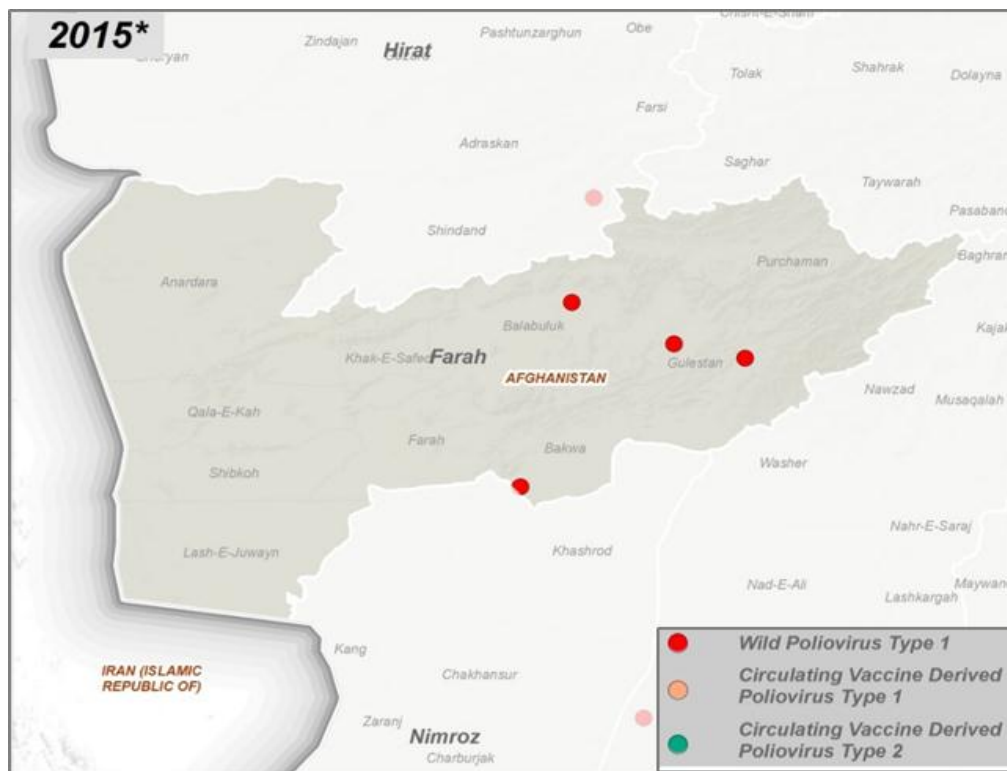 2015*
Zindajan
Hirat
Pashtunzarghun
Obe
Tolak
Shahrak
Dolayna
Farsi
Adraskan
Saghar
Taywarah
Shindand
Pasaband
Purchaman
Baghran
Anardara
Balabuluk
Kajak
Khak-E-Safed
Farah
Gulestan
AFGHANISTAN
Nawzad
Musaqalah
Qala-E-Kah
Farah
Bakwa
Washer
Shibkoh
Nahr-E-Saraj
Lash-E-Juwayn
Khashrod
Nad-E-Ali
Maywand
Lashkargah
Kang
IRAN (ISLAMIC
REPUBLIC OF)
Chakhansur
Zaranj
Nimroz
Charburjak
Wild Poliovirus Type 1
Circulating Vaccine Derived
Poliovirus Type 1
Circulating Vaccine Derived
Poliovirus Type 2